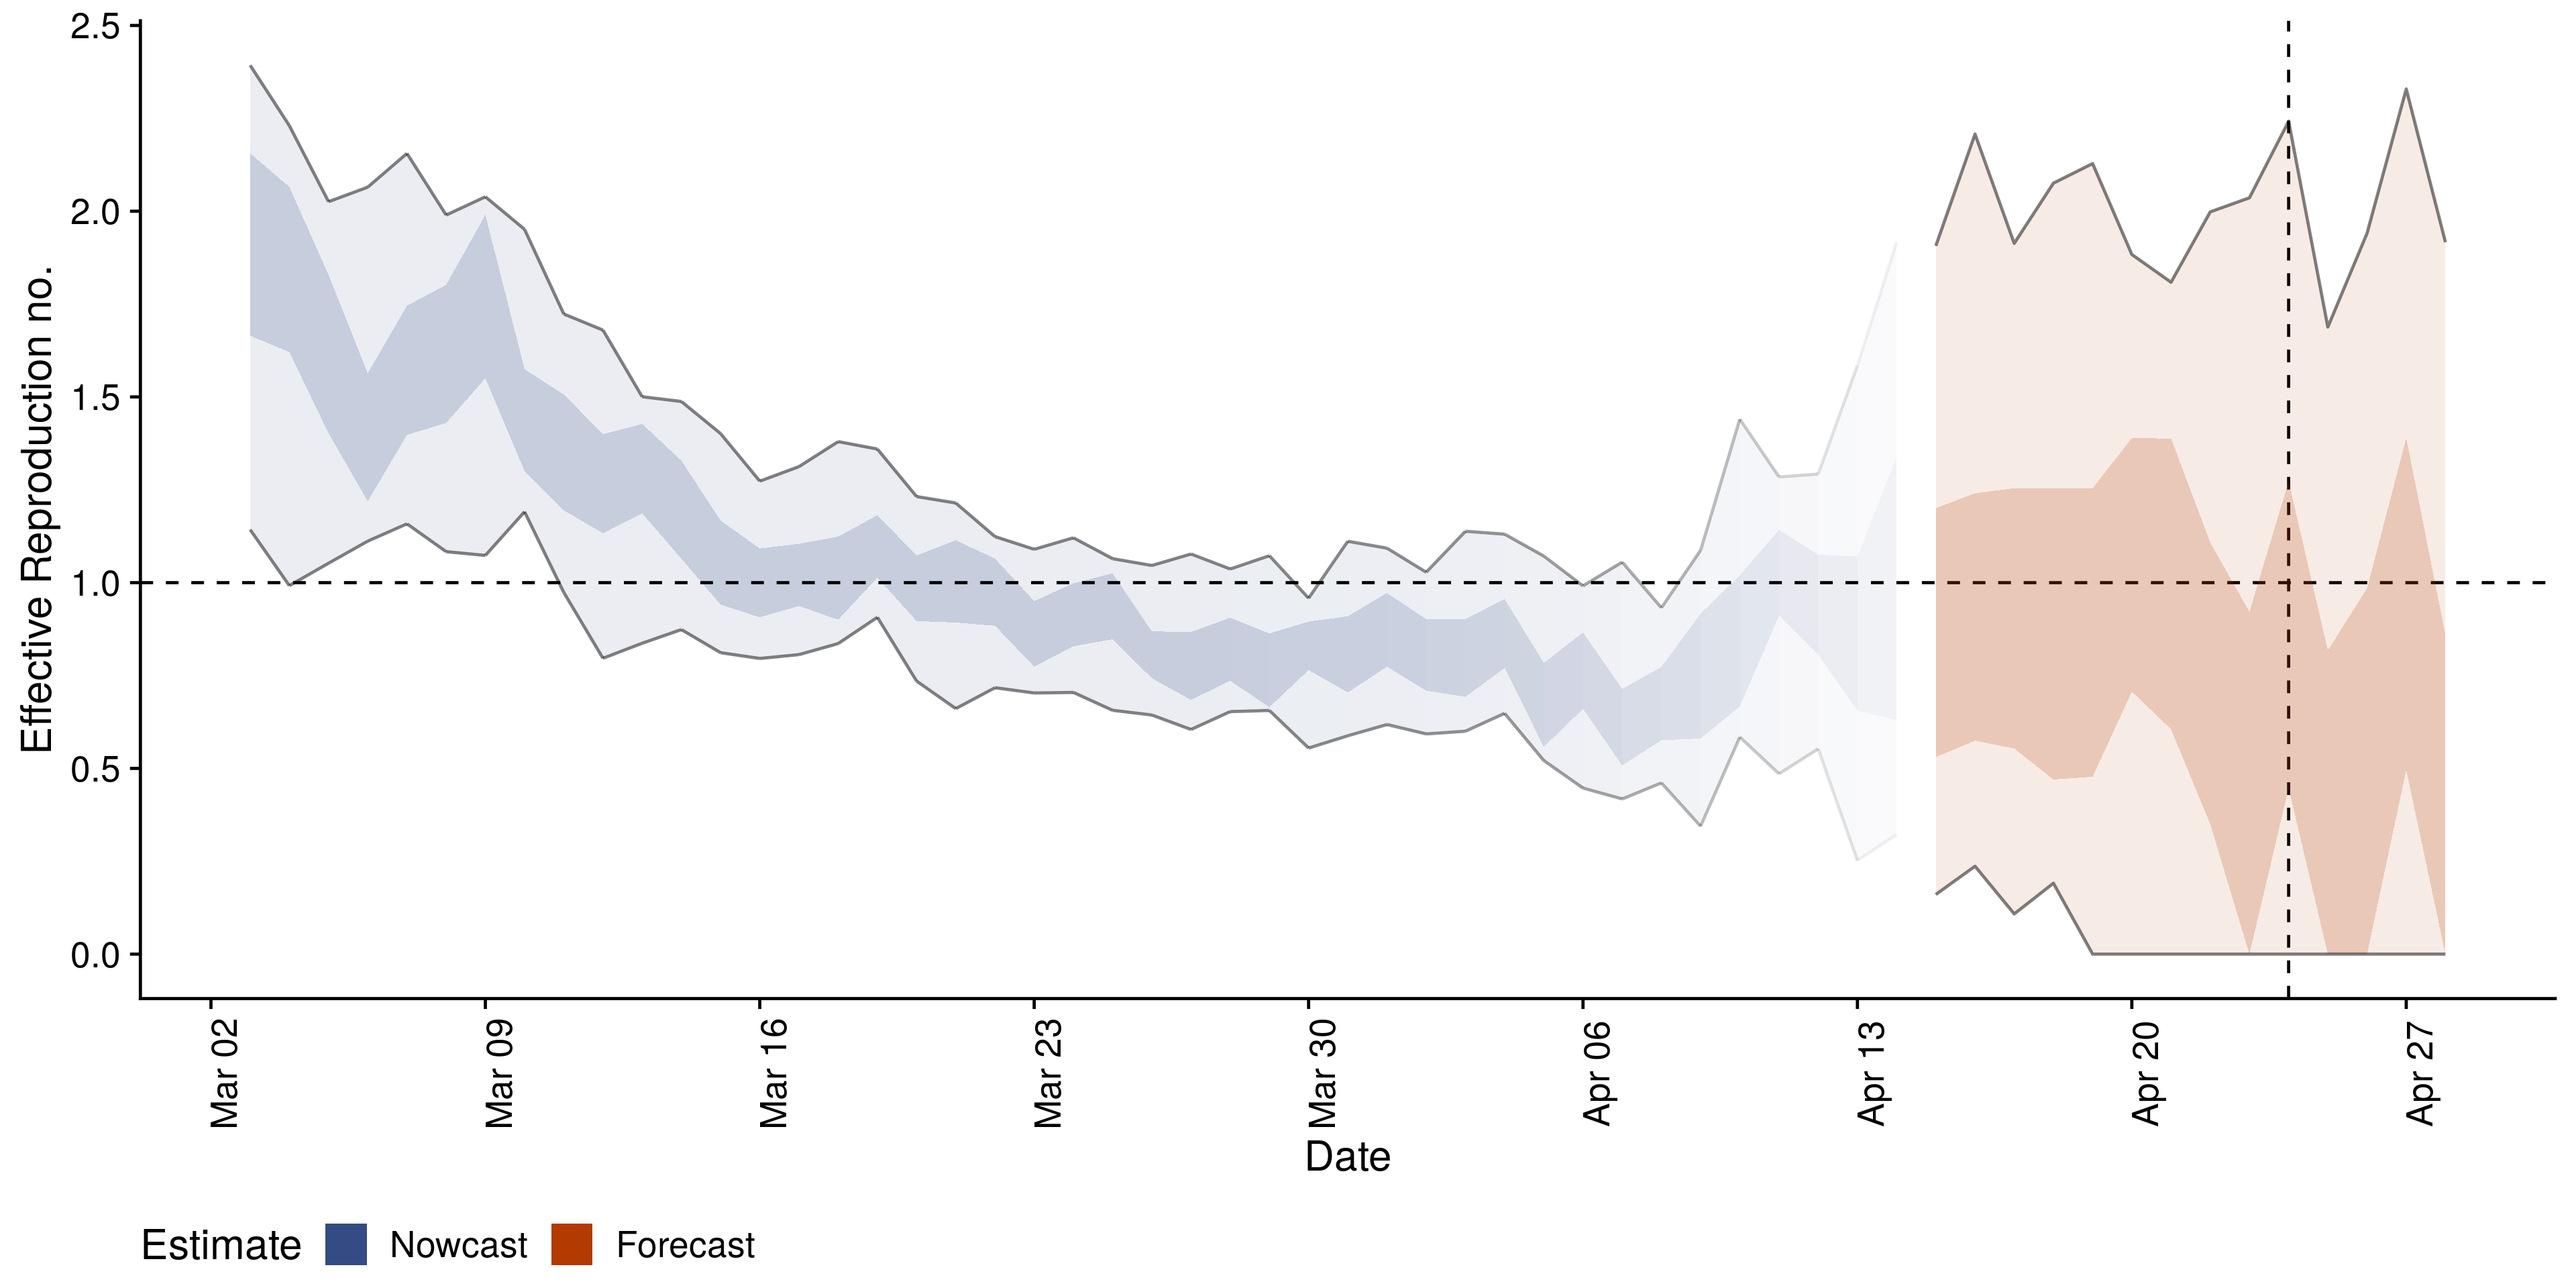 Effective Reproduction no.
2.5
2.0
1.5
1.0
0.5
0.0
Mar 02
Mar 09
Mar 16
Mar 23
Mar 30
Apr 06
Apr 13
Apr 20
Apr 27
Date
Estimate Nowcast Forecast